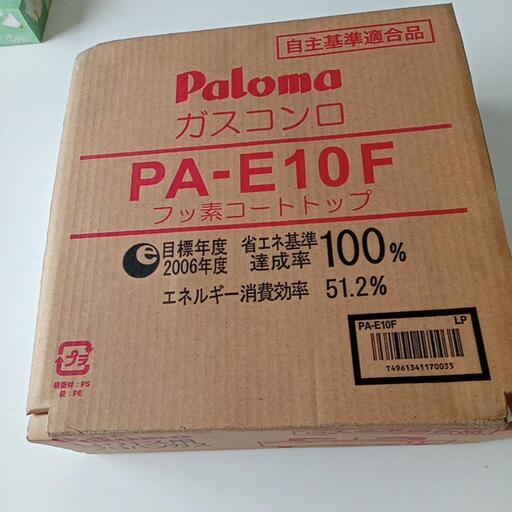 自主基準適合品
Paloma
ガスコンロ
PA-E10F
フッ素コートトップ
e 目標年度 2006年度 省エネ基準達成率 100%
エネルギー消費効率 51.2%
PA-E10F LP
T4961341170035
プラ
緩衝材:PS
袋:PE